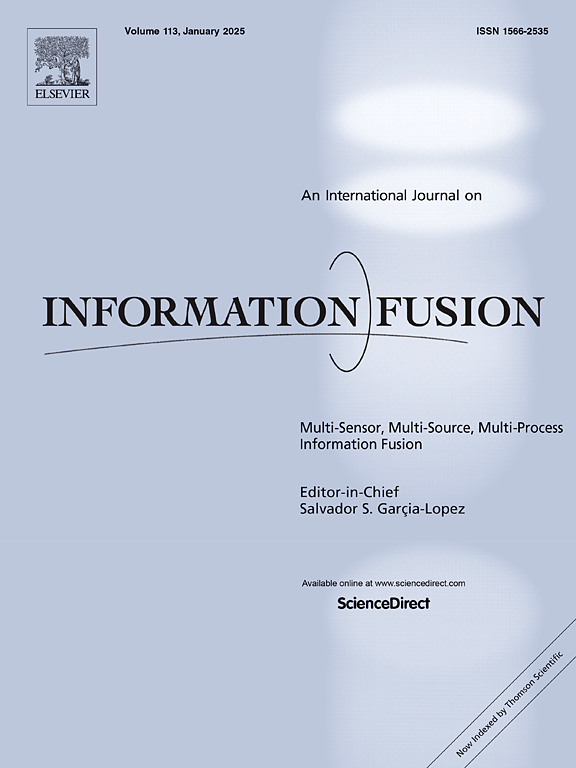 Volume 113, January 2025
ISSN 1566-2535
ELSEVIER
An International Journal on
INFORMATION FUSION
Multi-Sensor, Multi-Source, Multi-Process
Information Fusion
Editor-in-Chief
Salvador S. Garçia-Lopez
Available online at www.sciencedirect.com
ScienceDirect
Now Indexed by Thomson Scientific